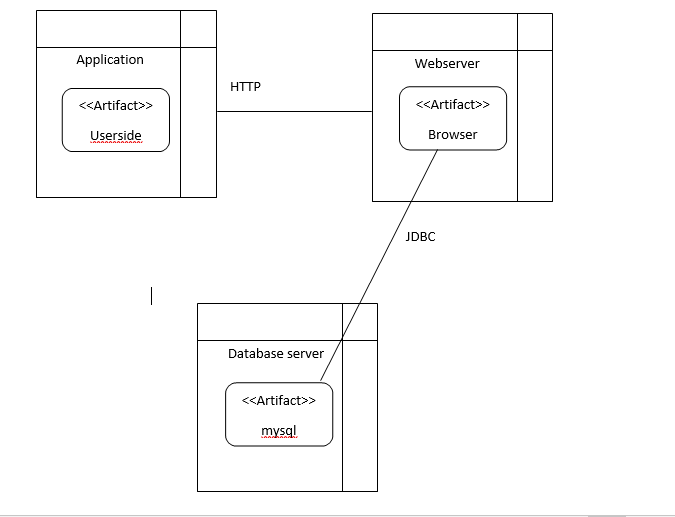 Application
<<Artifact>>
Userside
HTTP
Webserver
<<Artifact>>
Browser
JDBC
Database server
<<Artifact>>
mysql